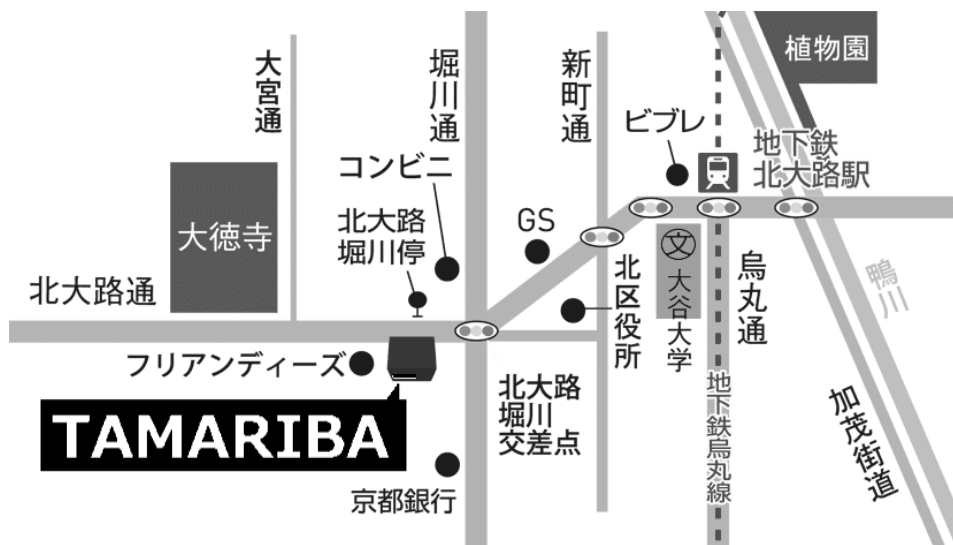 大宮通
堀川通
新町通
植物園
ビブレ
コンビニ
地下鉄
北大路駅
大徳寺
北大路
堀川停
GS
文
大谷大学
北区役所
烏丸通
鴨川
北大路通
フリアンディーズ
北大路
堀川
交差点
地下鉄烏丸線
加茂街道
TAMARIBA
京都銀行